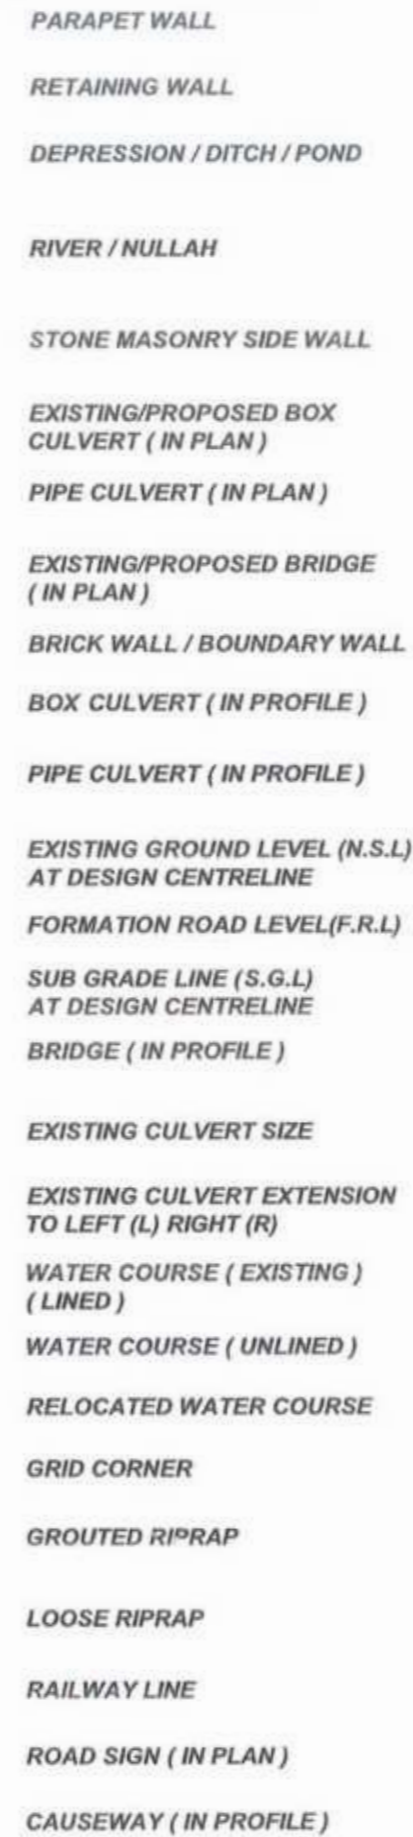 PARAPET WALL
RETAINING WALL
DEPRESSION / DITCH / POND
RIVER / NULLAH
STONE MASONRY SIDE WALL
EXISTING/PROPOSED BOX
CULVERT ( IN PLAN )
PIPE CULVERT ( IN PLAN )
EXISTING/PROPOSED BRIDGE
( IN PLAN )
BRICK WALL / BOUNDARY WALL
BOX CULVERT ( IN PROFILE )
PIPE CULVERT ( IN PROFILE )
EXISTING GROUND LEVEL (N.S.L)
AT DESIGN CENTRELINE
FORMATION ROAD LEVEL(F.R.L)
SUB GRADE LINE (S.G.L)
AT DESIGN CENTRELINE
BRIDGE ( IN PROFILE )
EXISTING CULVERT SIZE
EXISTING CULVERT EXTENSION
TO LEFT (L) RIGHT (R)
WATER COURSE ( EXISTING )
( LINED )
WATER COURSE ( UNLINED )
RELOCATED WATER COURSE
GRID CORNER
GROUTED RIPRAP
LOOSE RIPRAP
RAILWAY LINE
ROAD SIGN ( IN PLAN )
CAUSEWAY ( IN PROFILE )